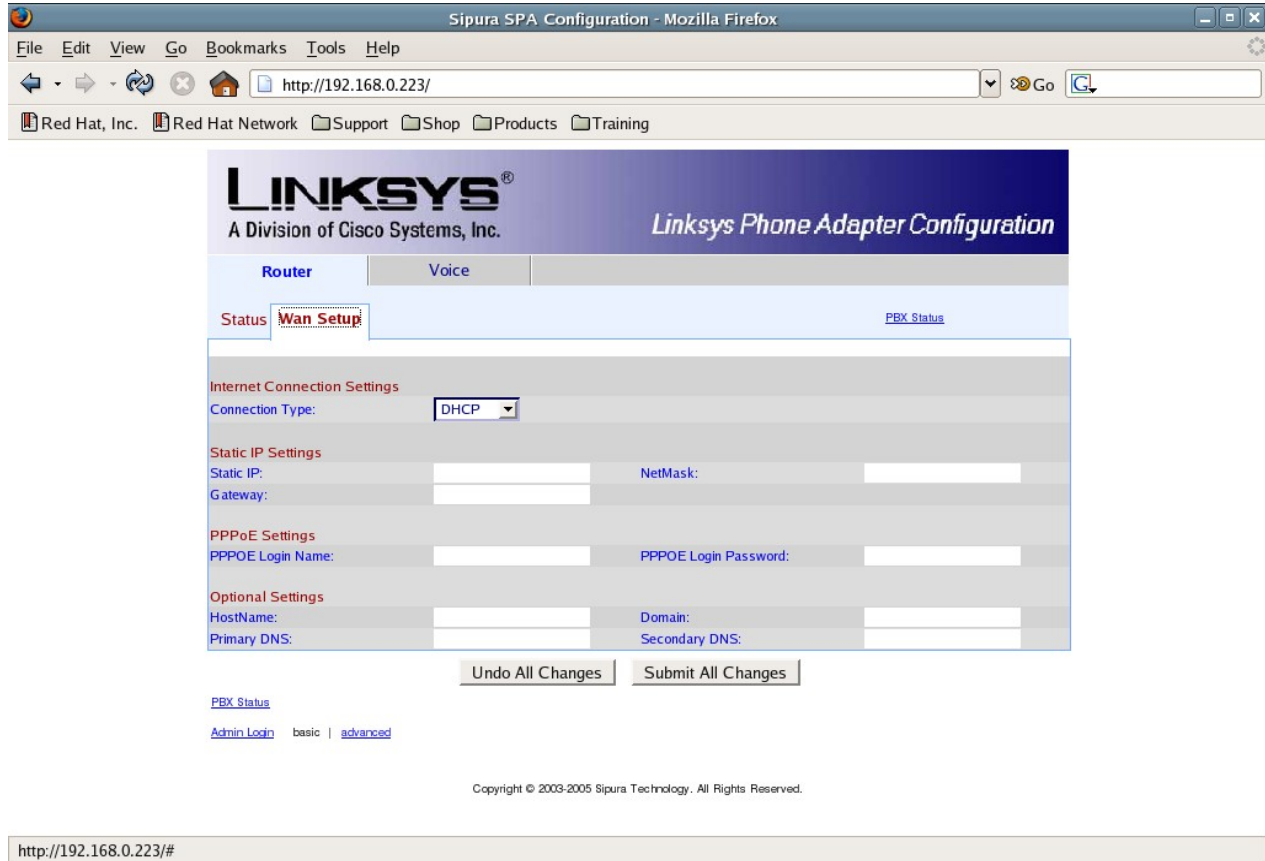 Sipura SPA Configuration - Mozilla Firefox
File Edit View Go Bookmarks Tools Help
http://192.168.0.223/ Go G
Red Hat, Inc. Red Hat Network Support Shop Products Training
LINKSYS®
A Division of Cisco Systems, Inc.
Linksys Phone Adapter Configuration
Router Voice
Status Wan Setup PBX Status
Internet Connection Settings
Connection Type: DHCP
Static IP Settings
Static IP: NetMask:
Gateway:
PPPoE Settings
PPPOE Login Name: PPPOE Login Password:
Optional Settings
HostName: Domain:
Primary DNS: Secondary DNS:
Undo All Changes Submit All Changes
PBX Status
Admin Login basic | advanced
Copyright © 2003-2005 Sipura Technology. All Rights Reserved.
http://192.168.0.223/#